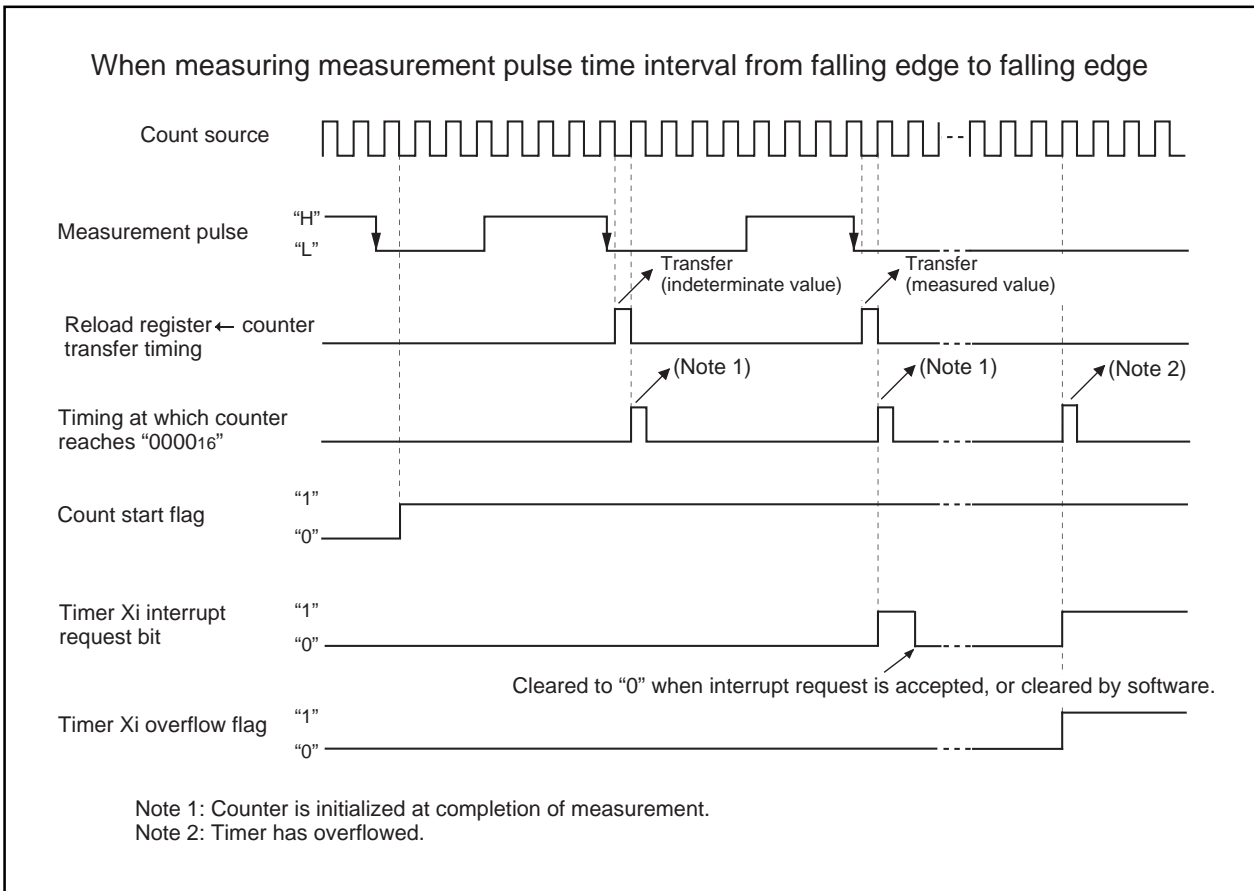 When measuring measurement pulse time interval from falling edge to falling edge
Count source
Measurement pulse
“H”
“L”
Transfer
(indeterminate value)
Transfer
(measured value)
Reload register ← counter
transfer timing
(Note 1)
(Note 1)
(Note 2)
Timing at which counter
reaches “000016”
Count start flag
“1”
“0”
Timer Xi interrupt
request bit
“1”
“0”
Cleared to “0” when interrupt request is accepted, or cleared by software.
Timer Xi overflow flag
“1”
“0”
Note 1: Counter is initialized at completion of measurement.
Note 2: Timer has overflowed.